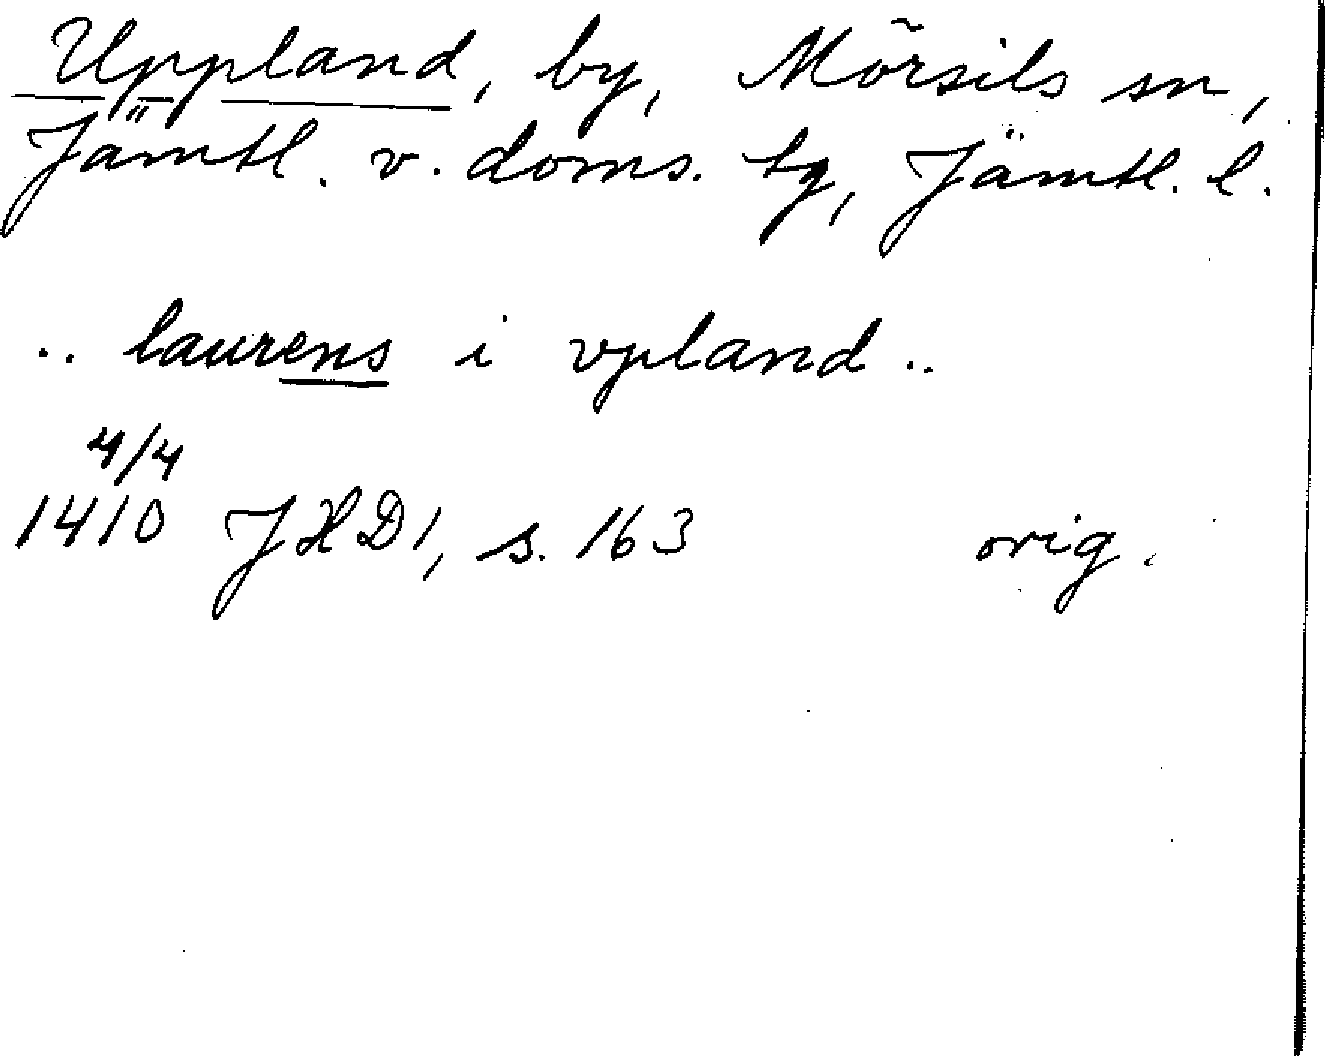 Uppland, by, Mörsils sn,
Jämtl. v. doms. tg, Jämtl. l.
.. laurens i vpland ..
4/4
1410 JHD1, s. 163 orig.